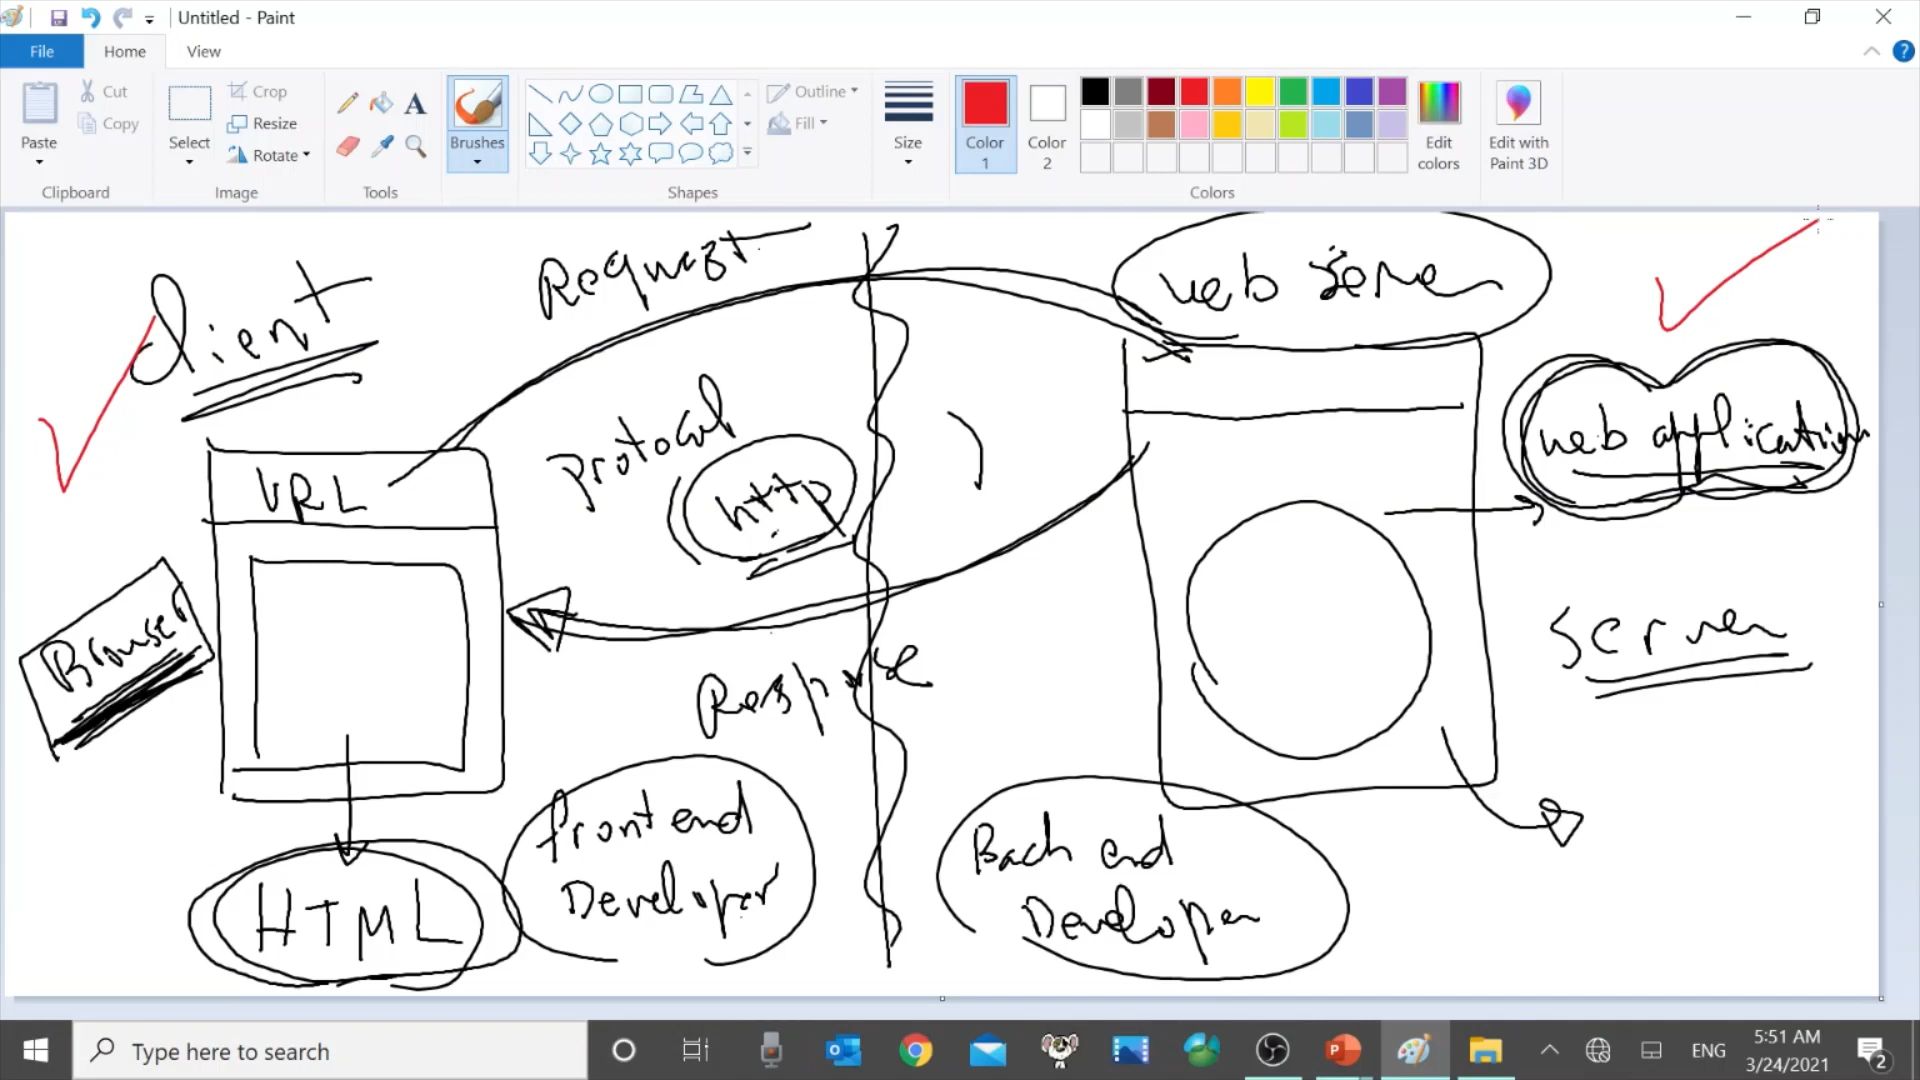 Untitled - Paint
File
Home
View
Paste
Cut
Copy
Clipboard
Select
Crop
Resize
Rotate
Image
Tools
Brushes
Shapes
Outline
Fill
Size
Color
1
Color
2
Edit
colors
Colors
Edit with
Paint 3D
Client
Request
web server
Protocol
http
web application
URL
Browser
Response
Server
Front end
Developer
Back end
Developer
HTML
Type here to search
ENG
5:51 AM
3/24/2021
2